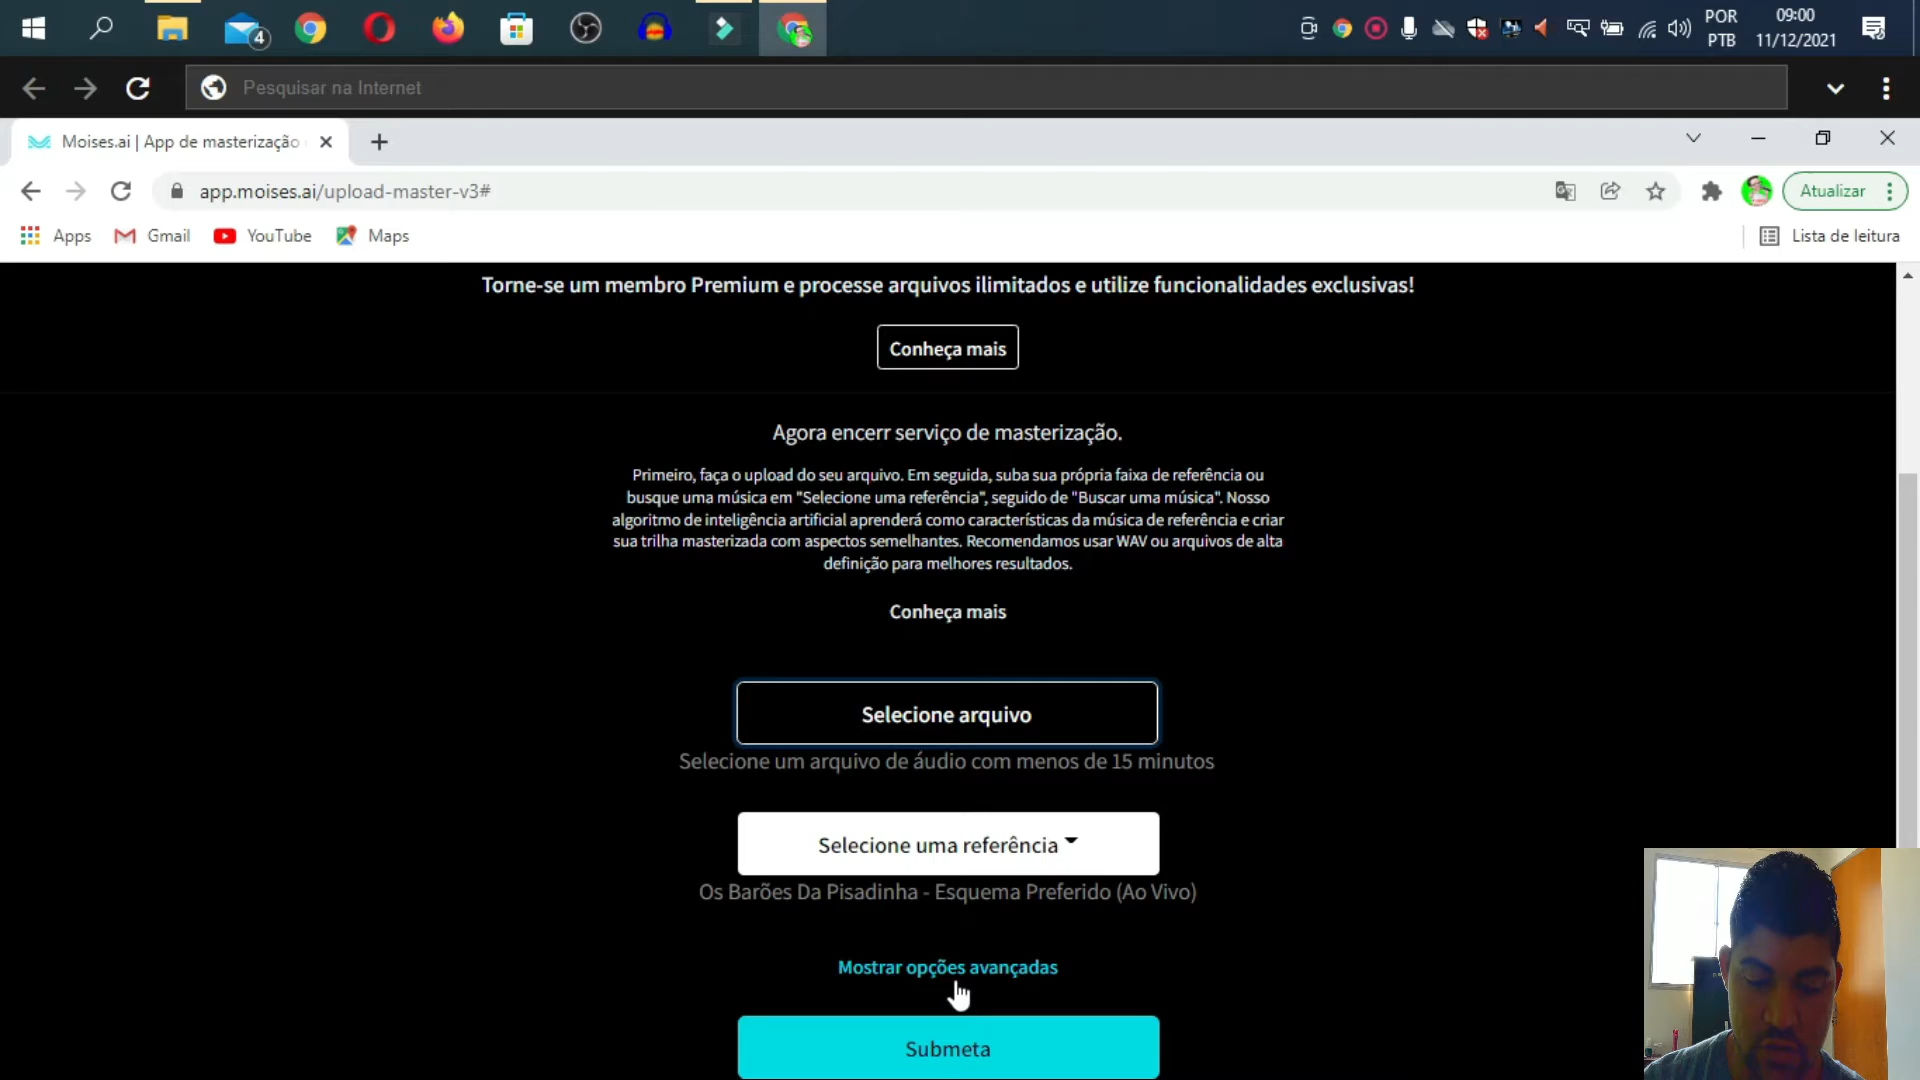 4
POR
PTB
09:00
11/12/2021
Pesquisar na Internet
Moises.ai | App de masterização
app.moises.ai/upload-master-v3#
Atualizar
Apps
Gmail
YouTube
Maps
Lista de leitura
Torne-se um membro Premium e processe arquivos ilimitados e utilize funcionalidades exclusivas!
Conheça mais
Agora encerr serviço de masterização.
Primeiro, faça o upload do seu arquivo. Em seguida, suba sua própria faixa de referência ou
busque uma música em "Selecione uma referência", seguido de "Buscar uma música". Nosso
algoritmo de inteligência artificial aprenderá como características da música de referência e criar
sua trilha masterizada com aspectos semelhantes. Recomendamos usar WAV ou arquivos de alta
definição para melhores resultados.
Conheça mais
Selecione arquivo
Selecione um arquivo de áudio com menos de 15 minutos
Selecione uma referência
Os Barões Da Pisadinha - Esquema Preferido (Ao Vivo)
Mostrar opções avançadas
Submeta